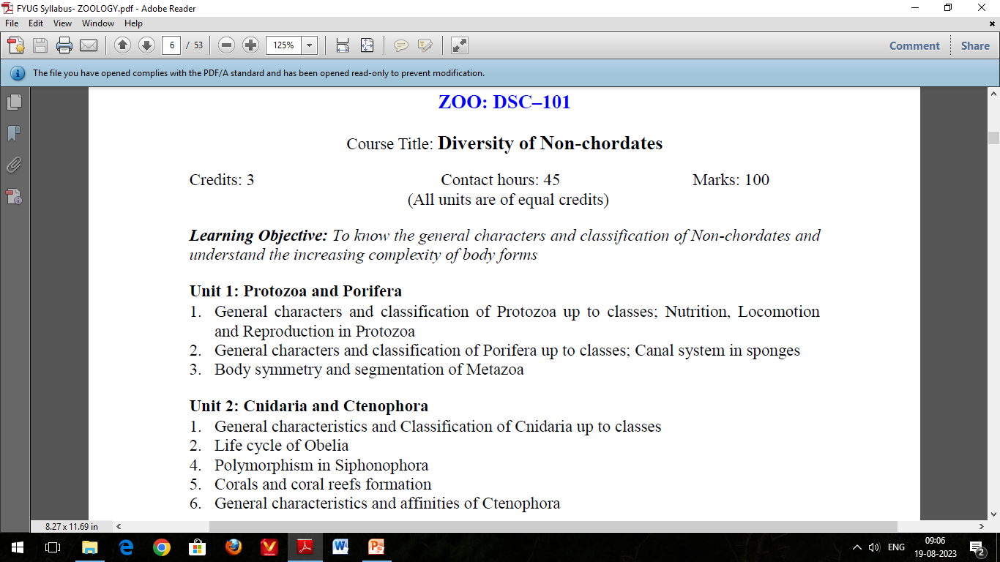 FYUG Syllabus- ZOOLOGY.pdf - Adobe Reader
File Edit View Window Help
6 / 53 125% Comment Share
The file you have opened complies with the PDF/A standard and has been opened read-only to prevent modification.
ZOO: DSC–101
Course Title: Diversity of Non-chordates
Credits: 3 Contact hours: 45 Marks: 100
(All units are of equal credits)
Learning Objective: To know the general characters and classification of Non-chordates and
understand the increasing complexity of body forms
Unit 1: Protozoa and Porifera
1. General characters and classification of Protozoa up to classes; Nutrition, Locomotion
and Reproduction in Protozoa
2. General characters and classification of Porifera up to classes; Canal system in sponges
3. Body symmetry and segmentation of Metazoa
Unit 2: Cnidaria and Ctenophora
1. General characteristics and Classification of Cnidaria up to classes
2. Life cycle of Obelia
4. Polymorphism in Siphonophora
5. Corals and coral reefs formation
6. General characteristics and affinities of Ctenophora
8.27 x 11.69 in
ENG 09:06
19-08-2023 2